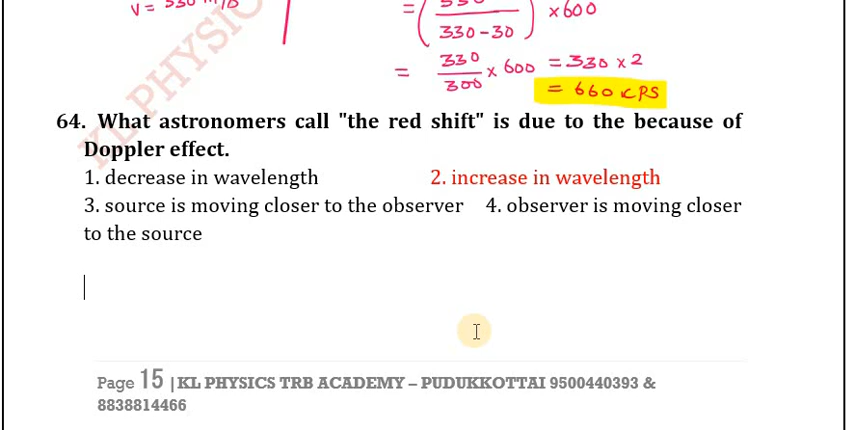 V =
= ( / 330-30 ) × 600
= 330/300 × 600 = 330 × 2
= 660 CPS
KL PHYSIC
64. What astronomers call "the red shift" is due to the because of
Doppler effect.
1. decrease in wavelength 2. increase in wavelength
3. source is moving closer to the observer 4. observer is moving closer
to the source
Page 15 | KL PHYSICS TRB ACADEMY – PUDUKKOTTAI 9500440393 &
8838814466